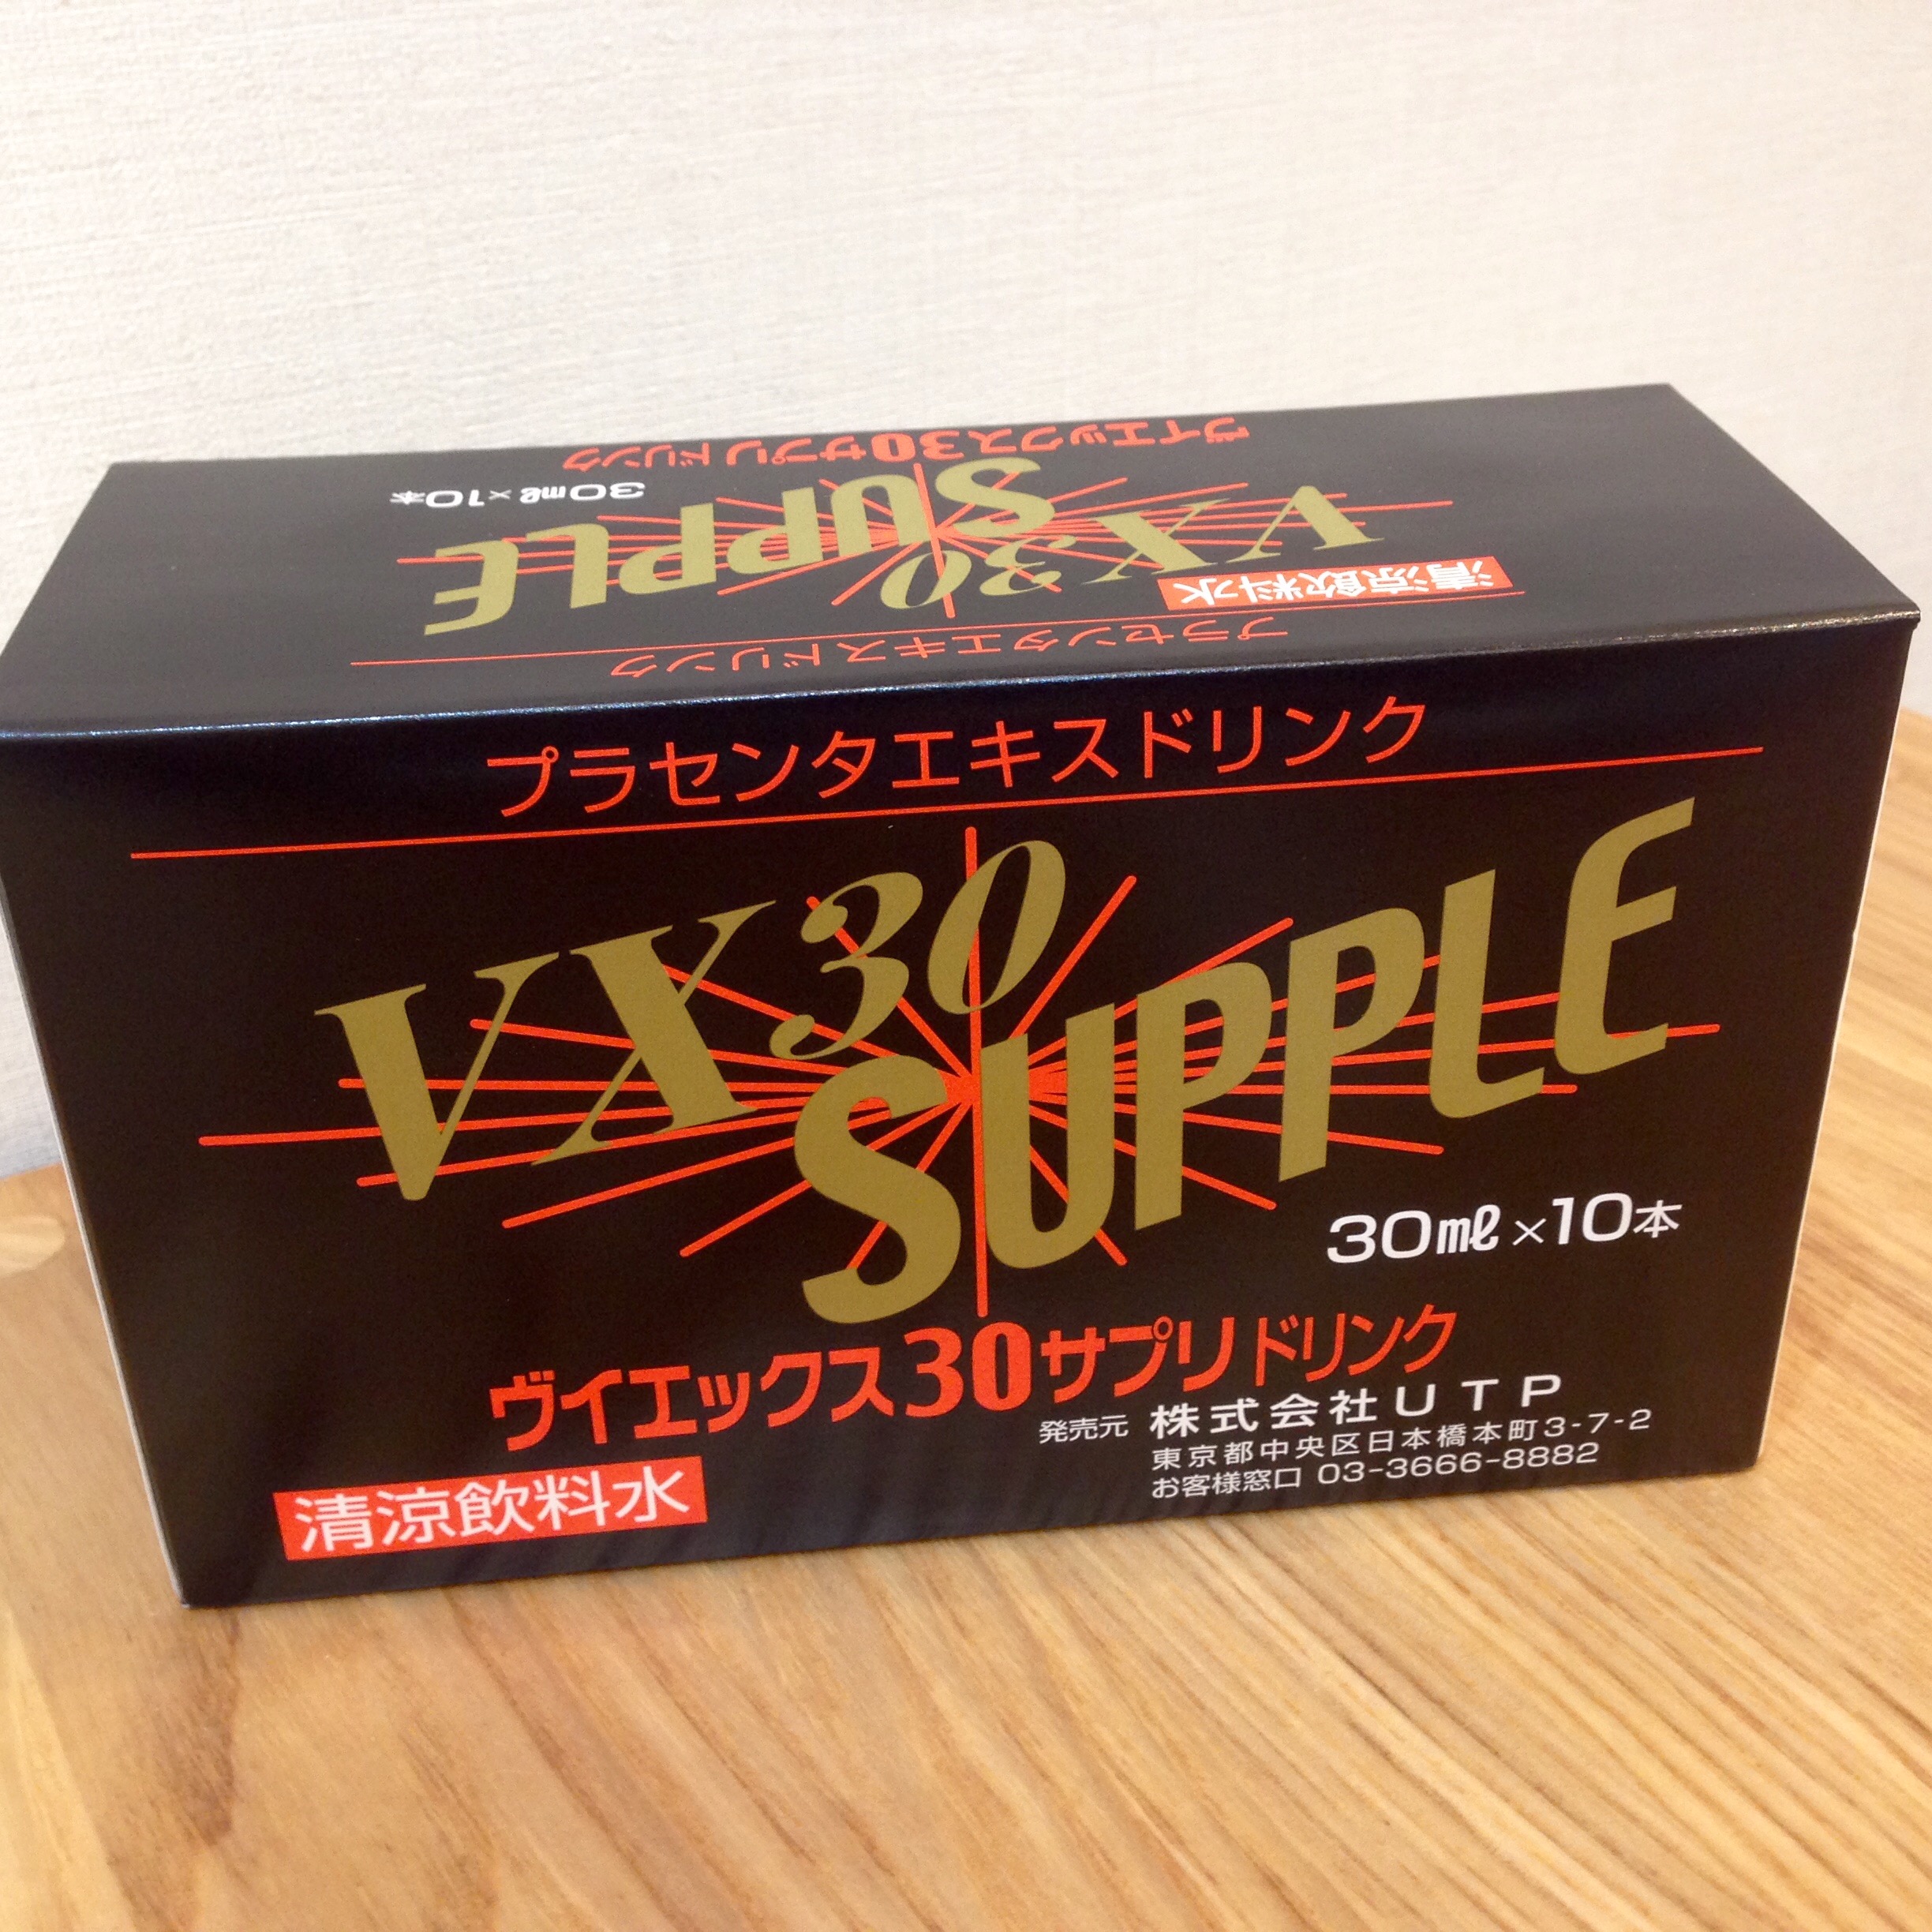 ヴイエックス30サプリドリンク
30mℓ×10本
VX30
SUPPLE
清涼飲料水
プラセンタエキスドリンク
プラセンタエキスドリンク
VX30
SUPPLE
30mℓ×10本
ヴイエックス30サプリドリンク
発売元 株式会社UTP
東京都中央区日本橋本町3-7-2
お客様窓口 03-3666-8882
清涼飲料水